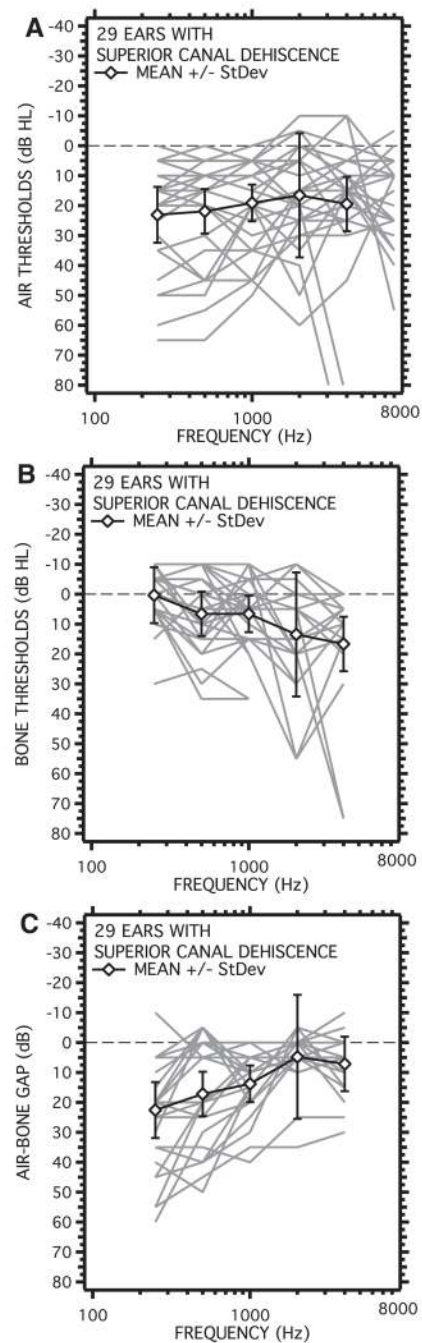 A
29 EARS WITH
SUPERIOR CANAL DEHISCENCE
MEAN +/- StDev
AIR THRESHOLDS (dB HL)
-40
-30
-20
-10
0
10
20
30
40
50
60
70
80
100
1000
8000
FREQUENCY (Hz)
B
29 EARS WITH
SUPERIOR CANAL DEHISCENCE
MEAN +/- StDev
BONE THRESHOLDS (dB HL)
-40
-30
-20
-10
0
10
20
30
40
50
60
70
80
100
1000
8000
FREQUENCY (Hz)
C
29 EARS WITH
SUPERIOR CANAL DEHISCENCE
MEAN +/- StDev
AIR-BONE GAP (dB)
-40
-30
-20
-10
0
10
20
30
40
50
60
70
80
100
1000
8000
FREQUENCY (Hz)